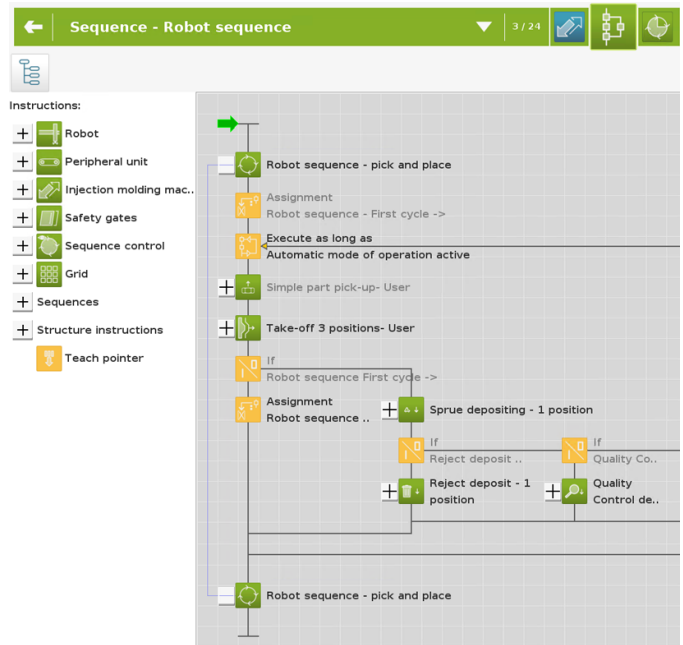 Sequence - Robot sequence
3 / 24
Instructions:
Robot
Peripheral unit
Injection molding mac..
Safety gates
Sequence control
Grid
Sequences
Structure instructions
Teach pointer
Robot sequence - pick and place
Assignment
Robot sequence - First cycle ->
Execute as long as
Automatic mode of operation active
Simple part pick-up- User
Take-off 3 positions- User
If
Robot sequence First cycle ->
Assignment
Robot sequence ..
Sprue depositing - 1 position
If
Reject deposit ..
If
Quality Co..
Reject deposit - 1
position
Quality
Control de..
Robot sequence - pick and place